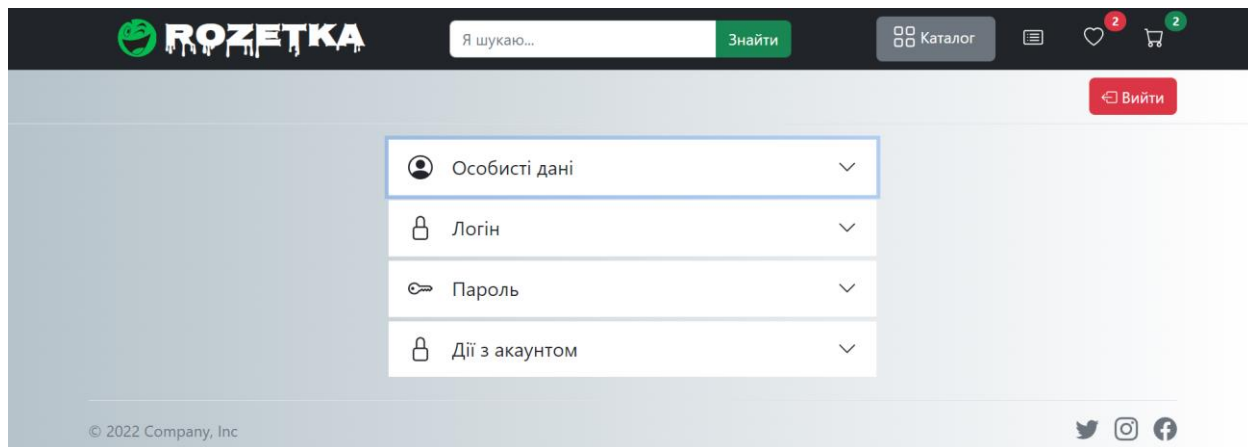 ROZETKA
Я шукаю... Знайти Каталог 2 2
Вийти
Особисті дані
Логін
Пароль
Дії з акаунтом
© 2022 Company, Inc